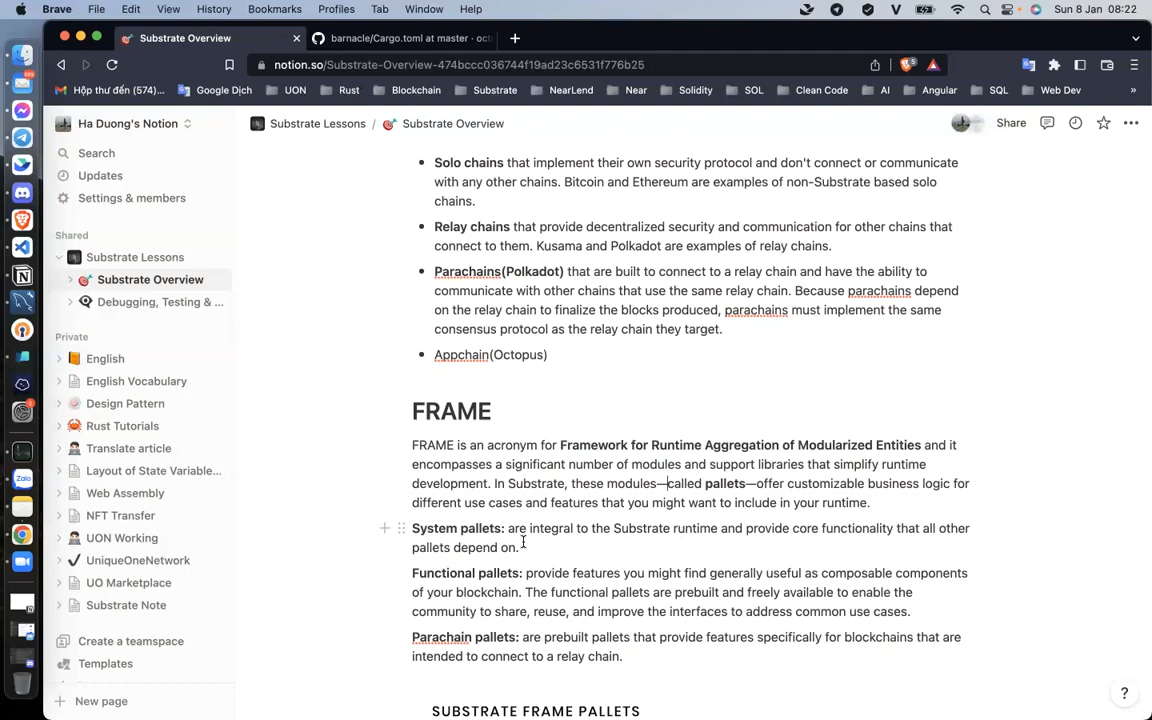 Brave File Edit View History Bookmarks Profiles Tab Window Help Sun 8 Jan 08:22
Substrate Overview barnacle/Cargo.toml at master · oct
notion.so/Substrate-Overview-474bccc036744f19ad23c6531f776b25
Hộp thư đến (574)... Google Dịch UON Rust Blockchain Substrate NearLend Near Solidity SOL Clean Code AI Angular SQL Web Dev »
Ha Duong's Notion
Substrate Lessons / Substrate Overview
Share
Search
Updates
Settings & members
Shared
Substrate Lessons
Substrate Overview
Debugging, Testing & ...
Private
English
English Vocabulary
Design Pattern
Rust Tutorials
Translate article
Layout of State Variable...
Web Assembly
NFT Transfer
UON Working
UniqueOneNetwork
UO Marketplace
Substrate Note
Create a teamspace
Templates
New page
• Solo chains that implement their own security protocol and don't connect or communicate
with any other chains. Bitcoin and Ethereum are examples of non-Substrate based solo
chains.
• Relay chains that provide decentralized security and communication for other chains that
connect to them. Kusama and Polkadot are examples of relay chains.
• Parachains(Polkadot) that are built to connect to a relay chain and have the ability to
communicate with other chains that use the same relay chain. Because parachains depend
on the relay chain to finalize the blocks produced, parachains must implement the same
consensus protocol as the relay chain they target.
• Appchain(Octopus)
FRAME
FRAME is an acronym for Framework for Runtime Aggregation of Modularized Entities and it
encompasses a significant number of modules and support libraries that simplify runtime
development. In Substrate, these modules—called pallets—offer customizable business logic for
different use cases and features that you might want to include in your runtime.
System pallets: are integral to the Substrate runtime and provide core functionality that all other
pallets depend on.
Functional pallets: provide features you might find generally useful as composable components
of your blockchain. The functional pallets are prebuilt and freely available to enable the
community to share, reuse, and improve the interfaces to address common use cases.
Parachain pallets: are prebuilt pallets that provide features specifically for blockchains that are
intended to connect to a relay chain.
SUBSTRATE FRAME PALLETS
?